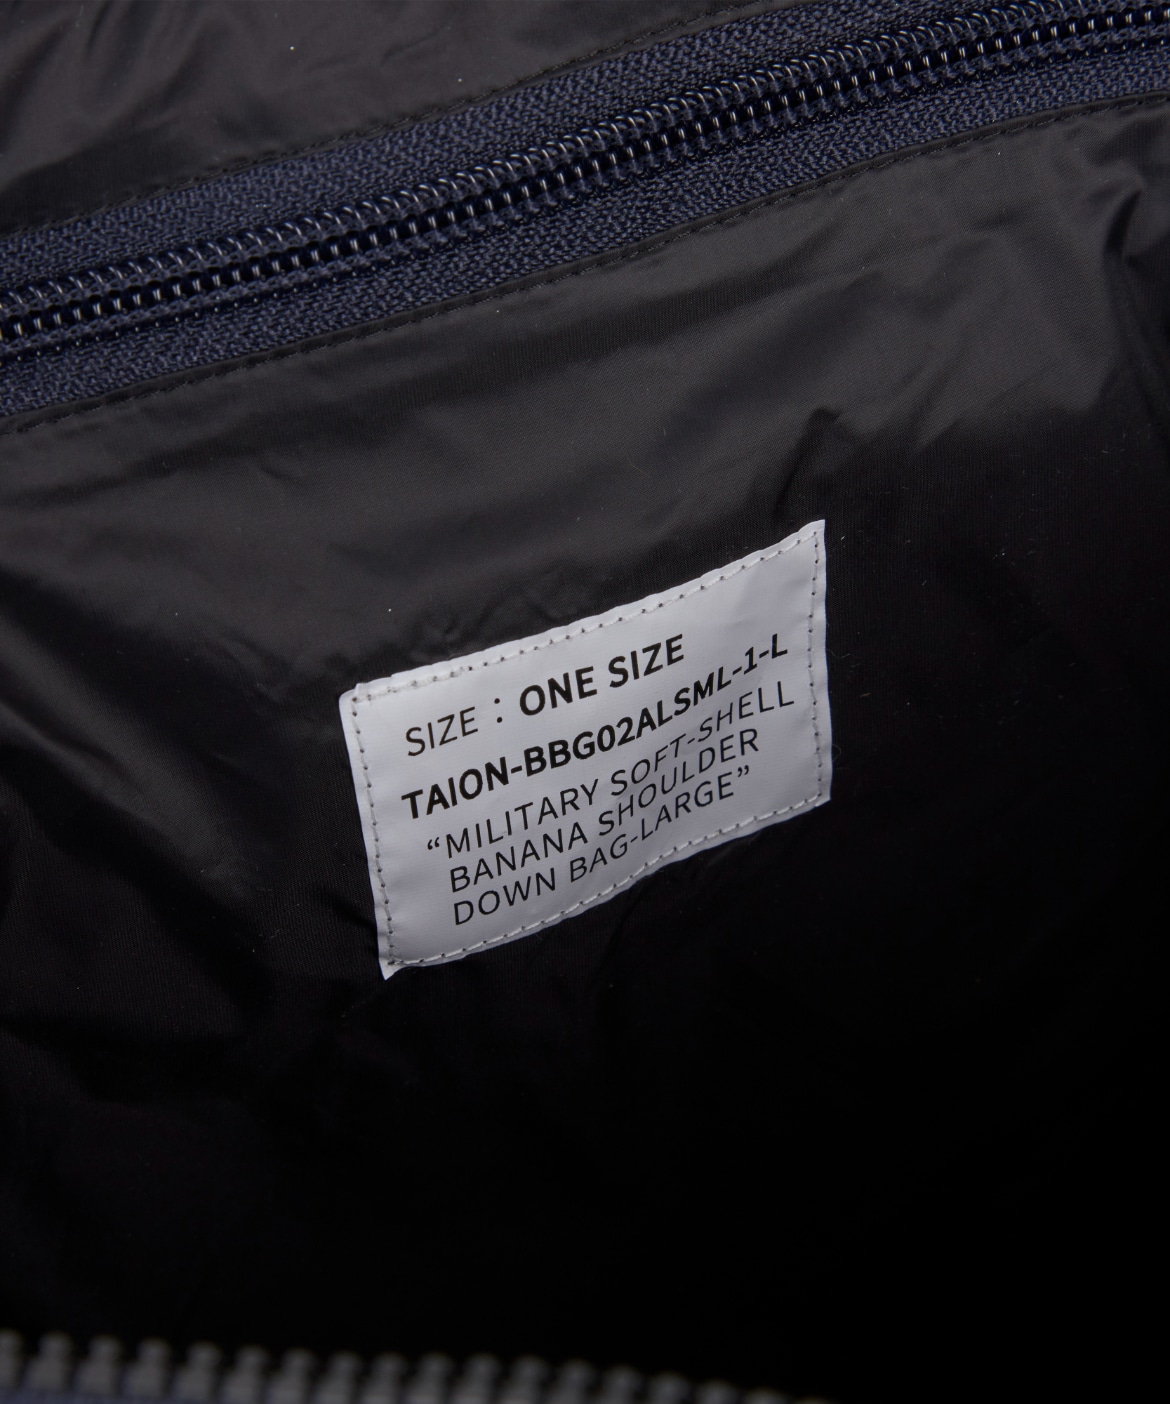 SIZE : ONE SIZE
TAION-BBG02ALSML-1-L
“MILITARY SOFT-SHELL
BANANA SHOULDER
DOWN BAG-LARGE”